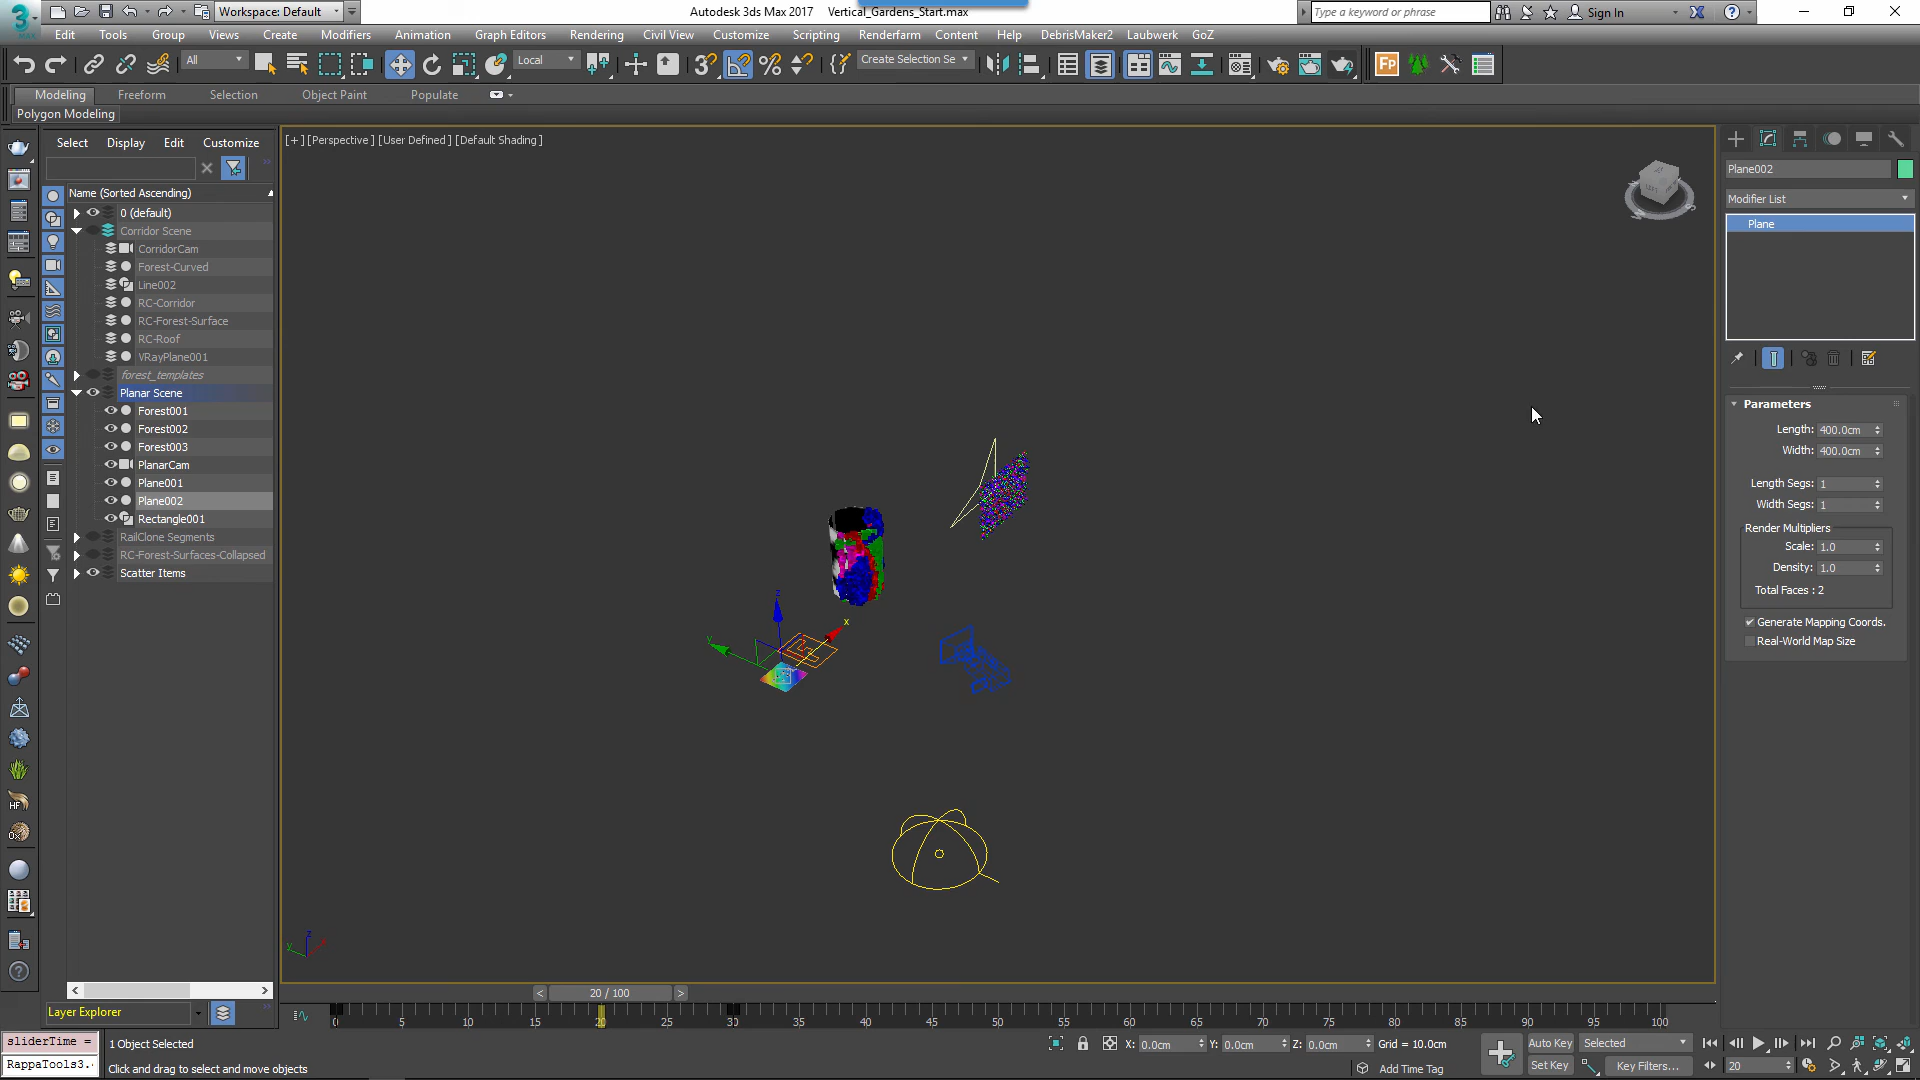 Workspace: Default
Autodesk 3ds Max 2017 Vertical_Gardens_Start.max
Type a keyword or phrase
Sign In
Edit Tools Group Views Create Modifiers Animation Graph Editors Rendering Civil View Customize Scripting Renderfarm Content Help DebrisMaker2 Laubwerk GoZ
All
Local
Create Selection Se
Modeling Freeform Selection Object Paint Populate
Polygon Modeling
Select Display Edit Customize
Name (Sorted Ascending)
0 (default)
Corridor Scene
CorridorCam
Forest-Curved
Line002
RC-Corridor
RC-Forest-Surface
RC-Roof
VRayPlane001
forest_templates
Planar Scene
Forest001
Forest002
Forest003
PlanarCam
Plane001
Plane002
Rectangle001
RailClone Segments
RC-Forest-Surfaces-Collapsed
Scatter Items
Layer Explorer
[+] [Perspective] [User Defined] [Default Shading]
z
x
y
z
y
Plane002
Modifier List
Plane
Parameters
Length: 400.0cm
Width: 400.0cm
Length Segs: 1
Width Segs: 1
Render Multipliers
Scale: 1.0
Density: 1.0
Total Faces : 2
Generate Mapping Coords.
Real-World Map Size
< 20 / 100 >
0 5 10 15 20 25 30 35 40 45 50 55 60 65 70 75 80 85 90 95 100
sliderTime =
RappaTools3.
1 Object Selected
Click and drag to select and move objects
X: 0.0cm Y: 0.0cm Z: 0.0cm Grid = 10.0cm
Add Time Tag
Auto Key Selected
Set Key Key Filters...
20